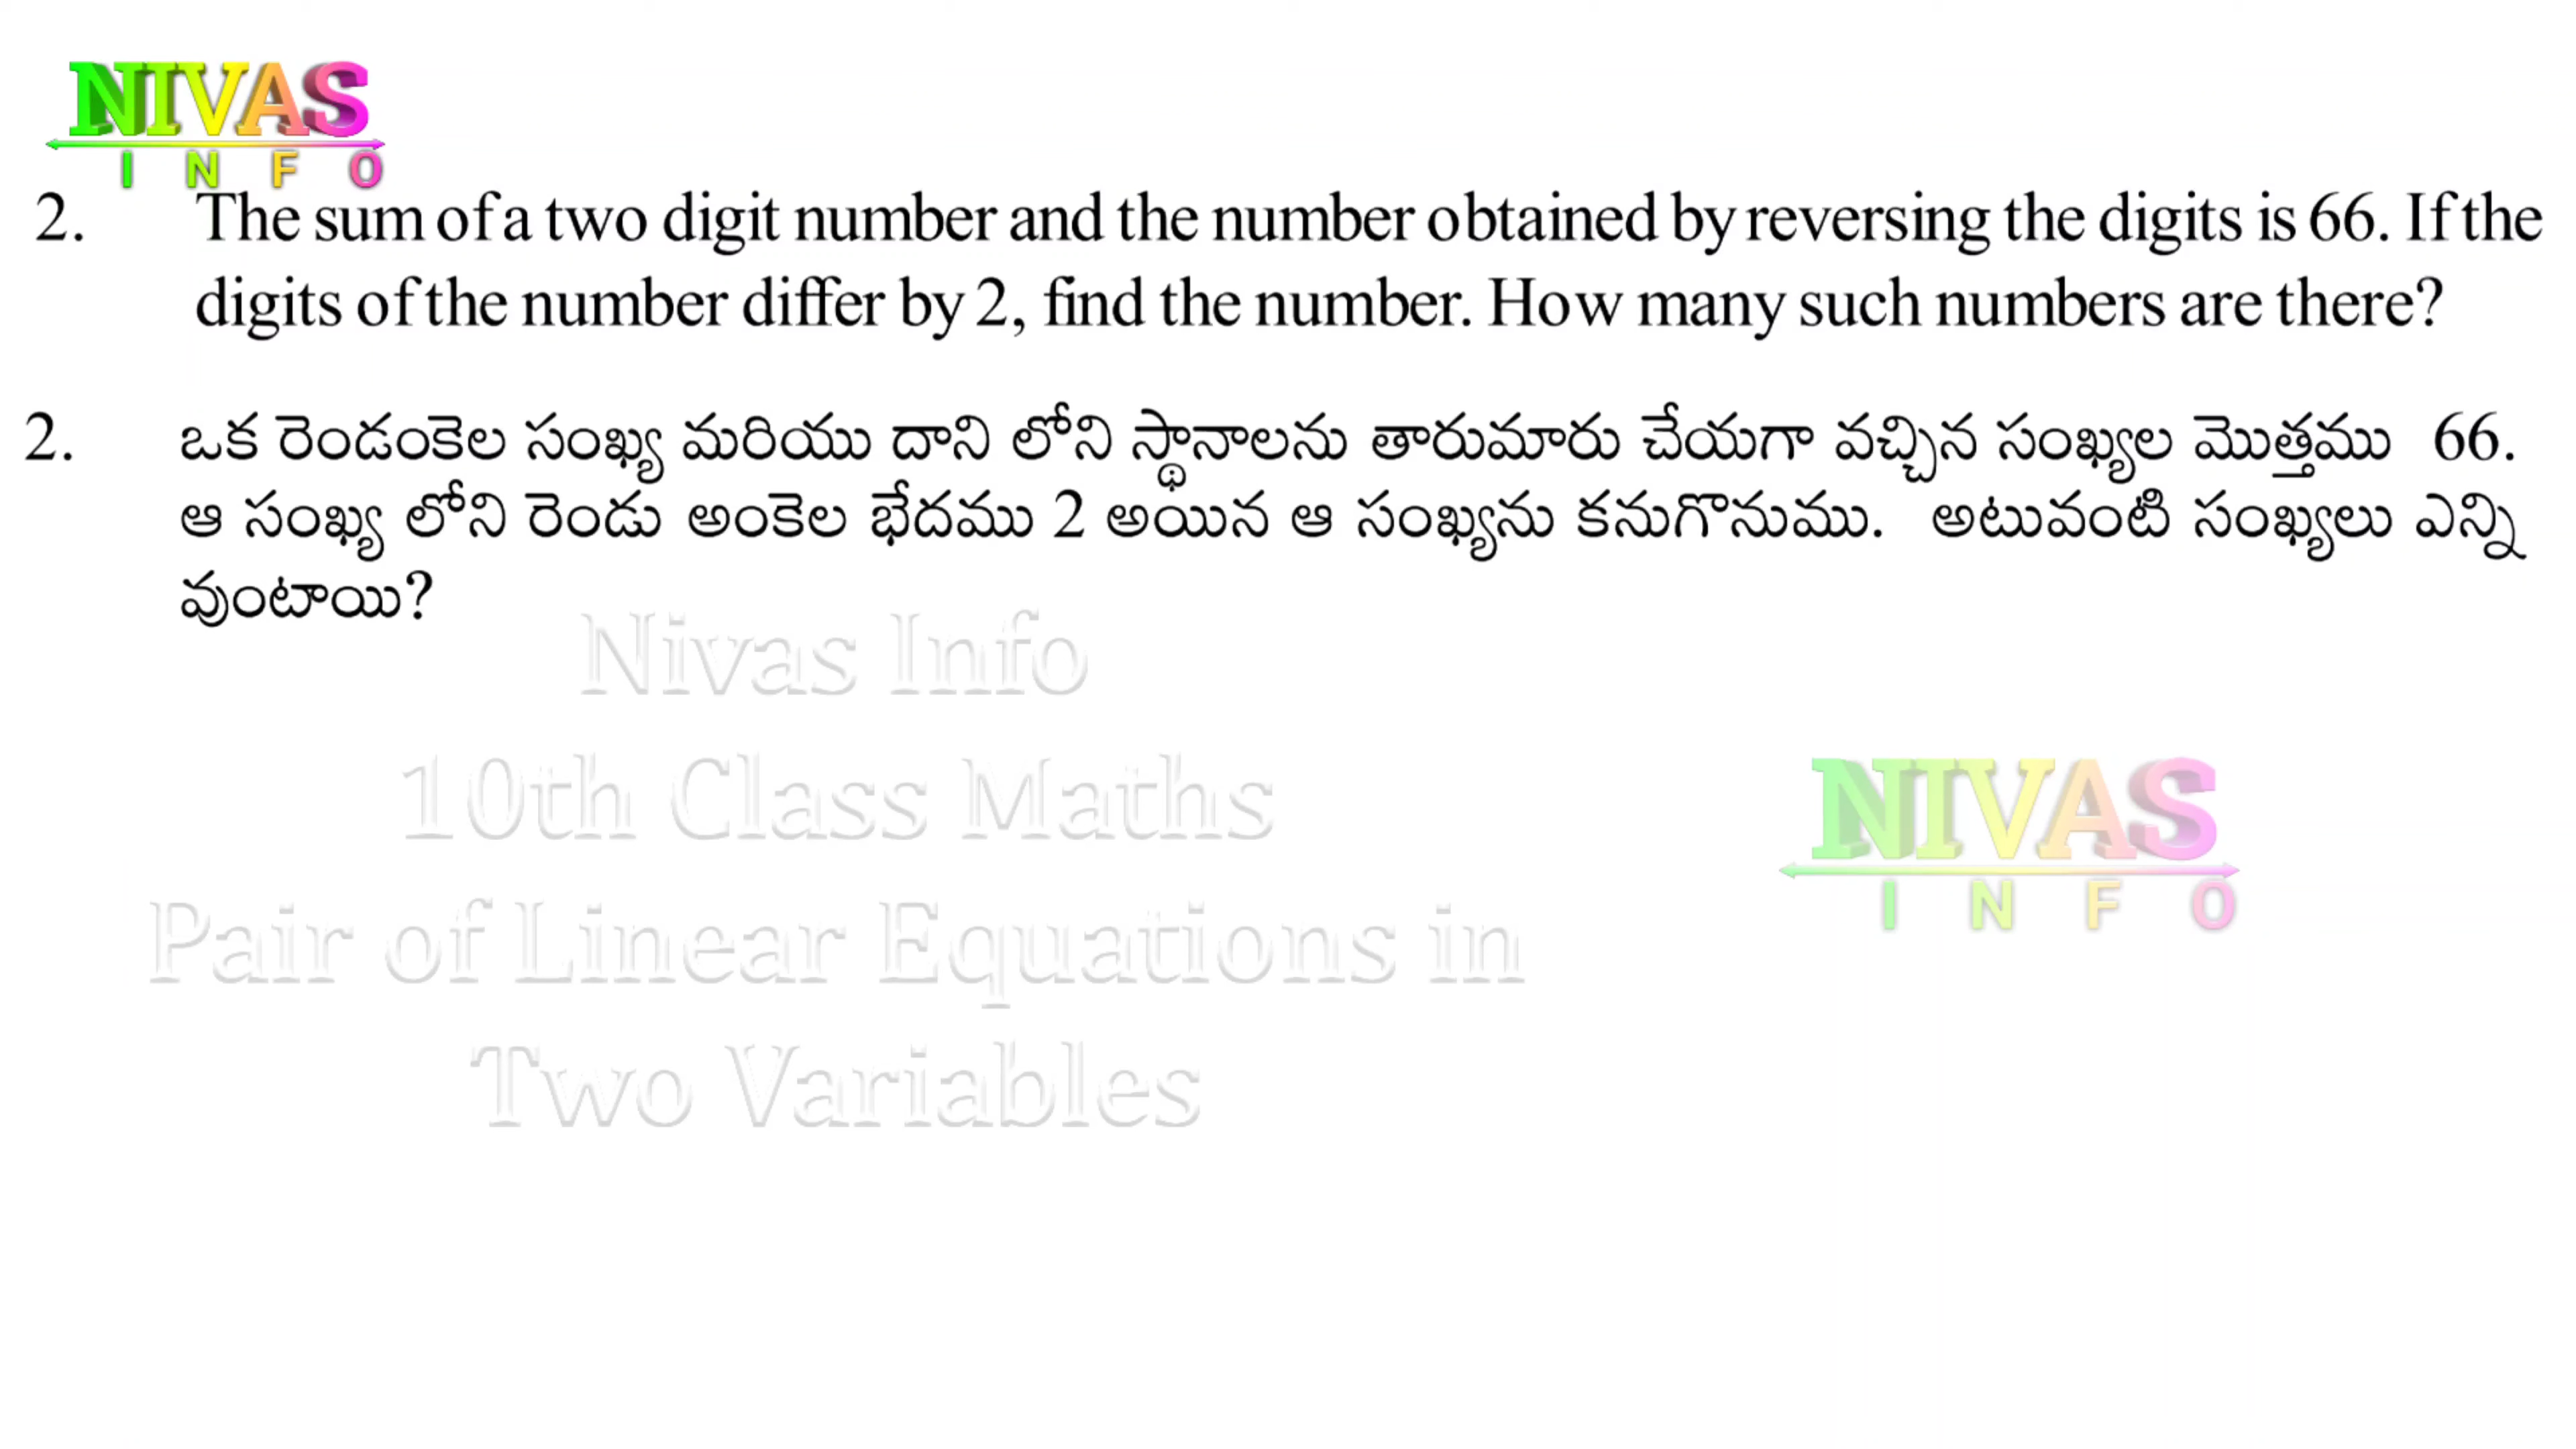 NIVAS
INFO
2. The sum of a two digit number and the number obtained by reversing the digits is 66. If the
digits of the number differ by 2, find the number. How many such numbers are there?
2. ఒక రెండంకెల సంఖ్య మరియు దాని లోని స్థానాలను తారుమారు చేయగా వచ్చిన సంఖ్యల మొత్తము 66.
ఆ సంఖ్య లోని రెండు అంకెల భేదము 2 అయిన ఆ సంఖ్యను కనుగొనుము. అటువంటి సంఖ్యలు ఎన్ని
వుంటాయి?
Nivas Info
10th Class Maths
Pair of Linear Equations in
Two Variables
NIVAS
INFO